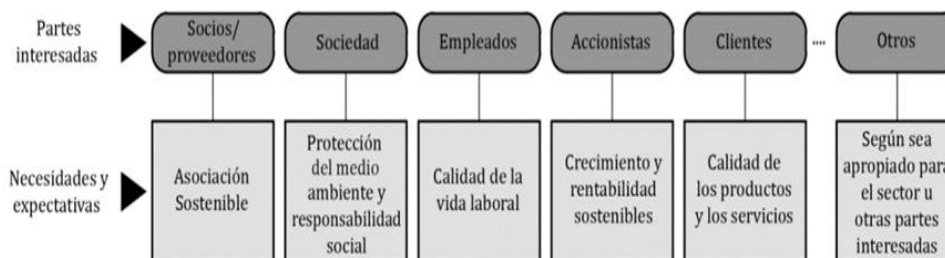 Partes
interesadas
Socios/
proveedores
Sociedad
Empleados
Accionistas
Clientes
....
Otros
Necesidades y
expectativas
Asociación
Sostenible
Protección
del medio
ambiente y
responsabilidad
social
Calidad de la
vida laboral
Crecimiento y
rentabilidad
sostenibles
Calidad de
los productos
y los servicios
Según sea
apropiado para
el sector u
otras partes
interesadas